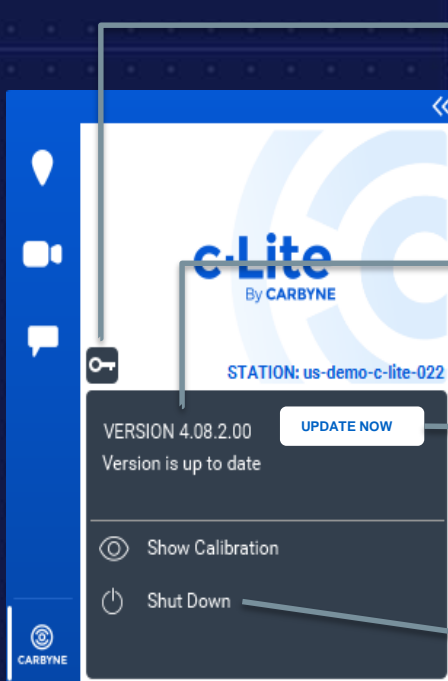 c·Lite
By CARBYNE
STATION: us-demo-c-lite-022
VERSION 4.08.2.00
UPDATE NOW
Version is up to date
Show Calibration
Shut Down
CARBYNE